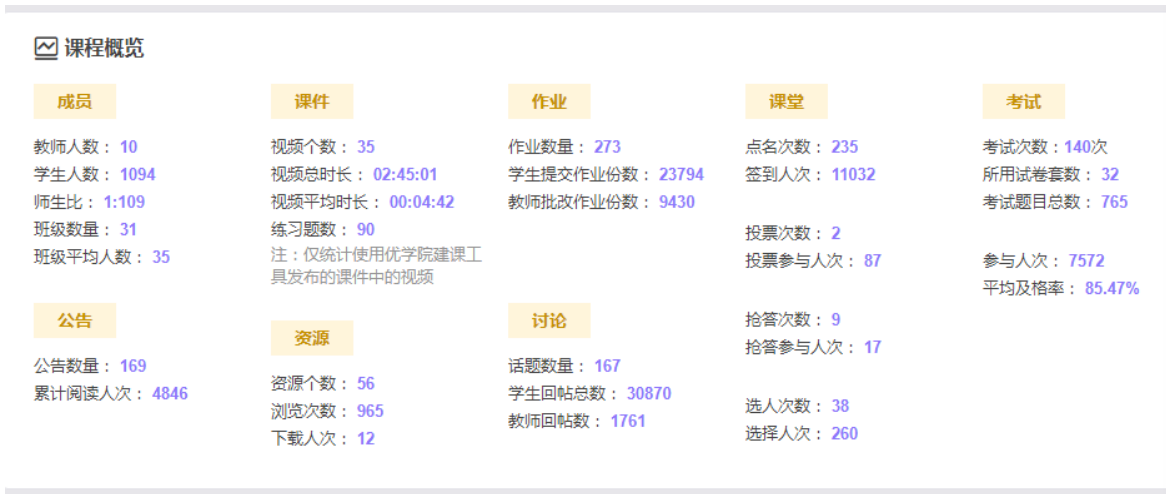 课程概览
成员
教师人数： 10
学生人数： 1094
师生比： 1:109
班级数量： 31
班级平均人数： 35
课件
视频个数： 35
视频总时长： 02:45:01
视频平均时长： 00:04:42
练习题数： 90
注：仅统计使用优学院建课工
具发布的课件中的视频
作业
作业数量： 273
学生提交作业份数： 23794
教师批改作业份数： 9430
课堂
点名次数： 235
签到人次： 11032
投票次数： 2
投票参与人次： 87
抢答次数： 9
抢答参与人次： 17
选人次数： 38
选择人次： 260
考试
考试次数：140次
所用试卷套数： 32
考试题目总数： 765
参与人次： 7572
平均及格率： 85.47%
公告
公告数量： 169
累计阅读人次： 4846
资源
资源个数： 56
浏览次数： 965
下载人次： 12
讨论
话题数量： 167
学生回帖总数： 30870
教师回帖数： 1761